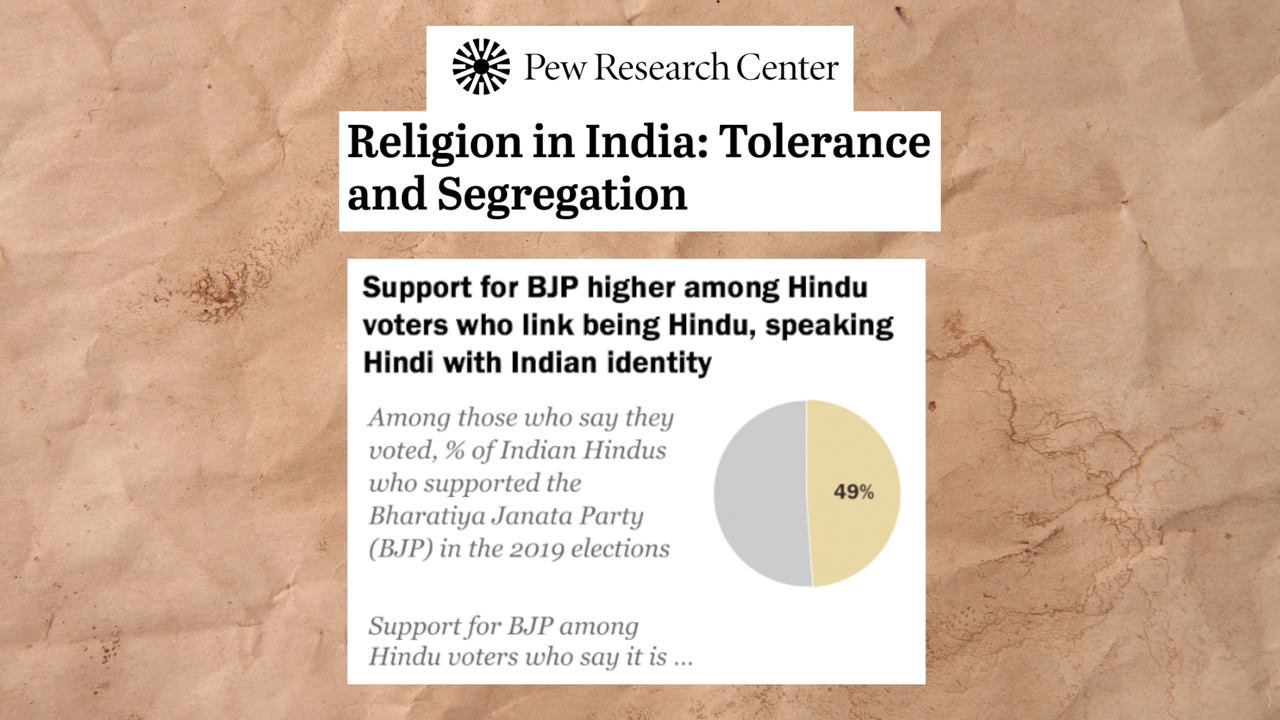 Pew Research Center
Religion in India: Tolerance
and Segregation
Support for BJP higher among Hindu
voters who link being Hindu, speaking
Hindi with Indian identity
Among those who say they
voted, % of Indian Hindus
who supported the
Bharatiya Janata Party
(BJP) in the 2019 elections
49%
Support for BJP among
Hindu voters who say it is ...